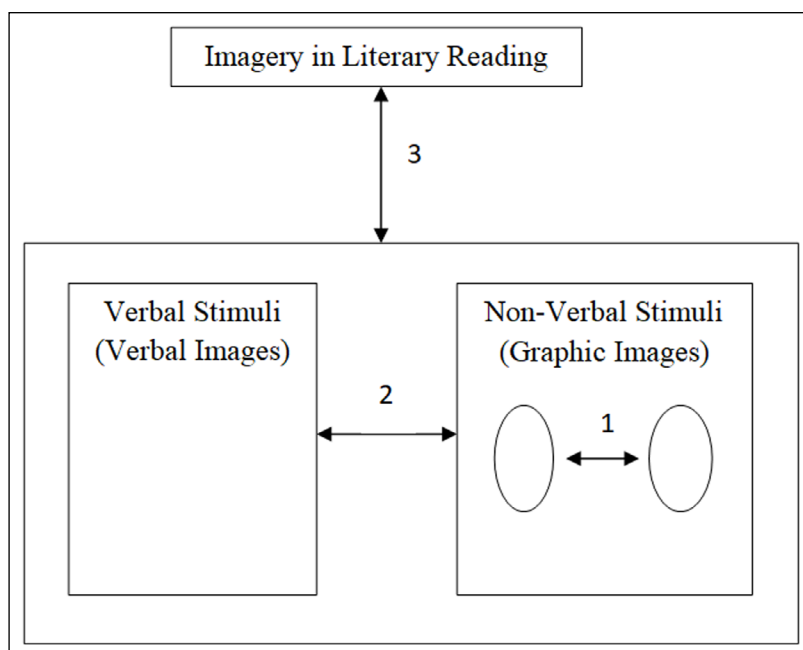 Imagery in Literary Reading
3
Verbal Stimuli
(Verbal Images)
Non-Verbal Stimuli
(Graphic Images)
2
1